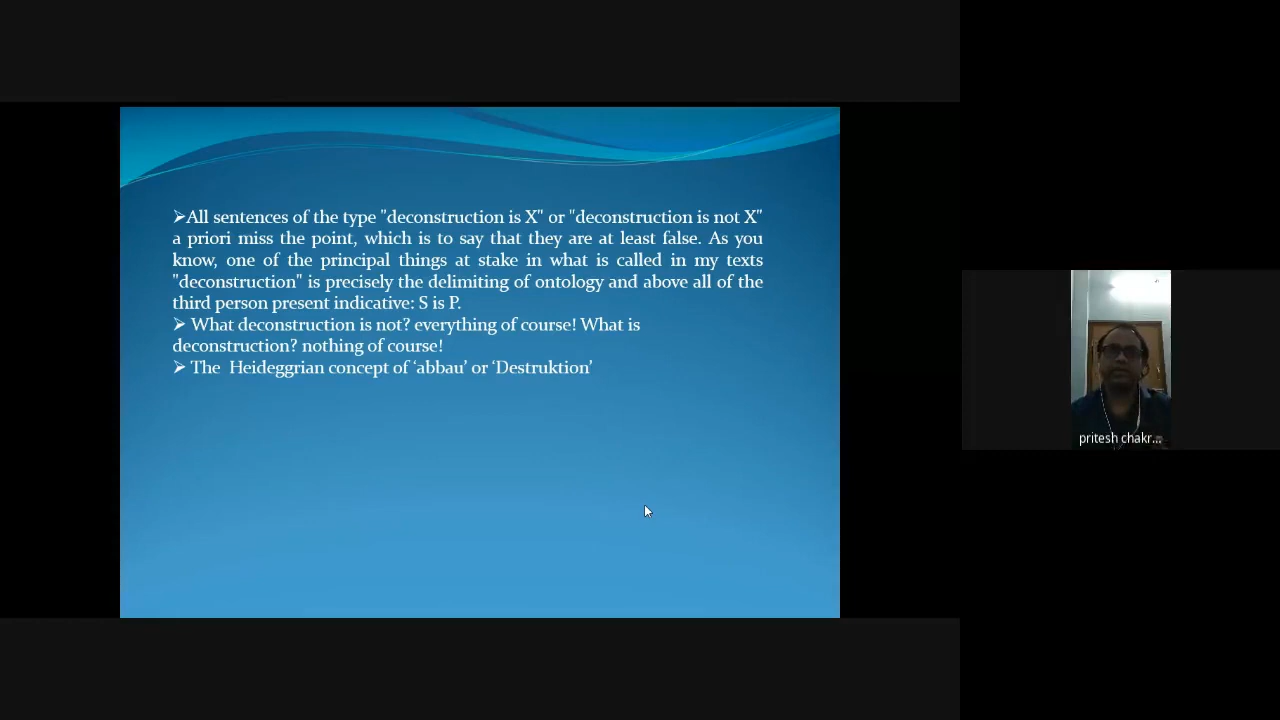 ➢All sentences of the type "deconstruction is X" or "deconstruction is not X"
a priori miss the point, which is to say that they are at least false. As you
know, one of the principal things at stake in what is called in my texts
"deconstruction" is precisely the delimiting of ontology and above all of the
third person present indicative: S is P.
➢ What deconstruction is not? everything of course! What is
deconstruction? nothing of course!
➢ The Heideggrian concept of ‘abbau’ or ‘Destruktion’
pritesh chakr...